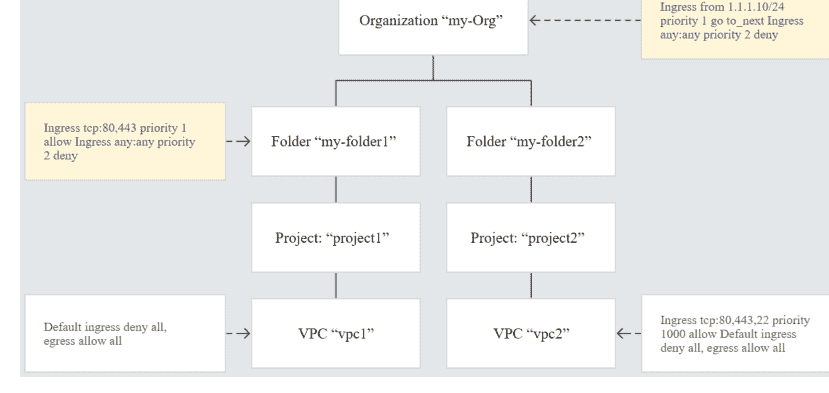 Ingress from 1.1.1.10/24
priority 1 go to_next Ingress
any:any priority 2 deny
Organization “my-Org”
Ingress tcp:80,443 priority 1
allow Ingress any:any priority
2 deny
Folder “my-folder1”
Folder “my-folder2”
Project: “project1”
Project: “project2”
Default ingress deny all,
egress allow all
VPC “vpc1”
VPC “vpc2”
Ingress tcp:80,443,22 priority
1000 allow Default ingress
deny all, egress allow all